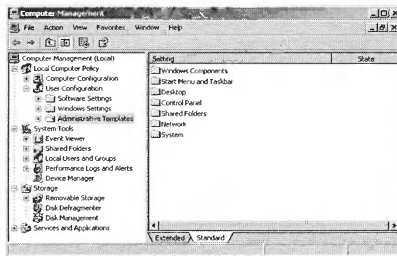 Computer Management
File Action View Favorites Window Help
Computer Management (Local)
Local Computer Policy
Computer Configuration
User Configuration
Software Settings
Windows Settings
Administrative Templates
System Tools
Event Viewer
Shared Folders
Local Users and Groups
Performance Logs and Alerts
Device Manager
Storage
Removable Storage
Disk Defragmenter
Disk Management
Services and Applications
Setting State
Windows Components
Start Menu and Taskbar
Desktop
Control Panel
Shared Folders
Network
System
Extended Standard